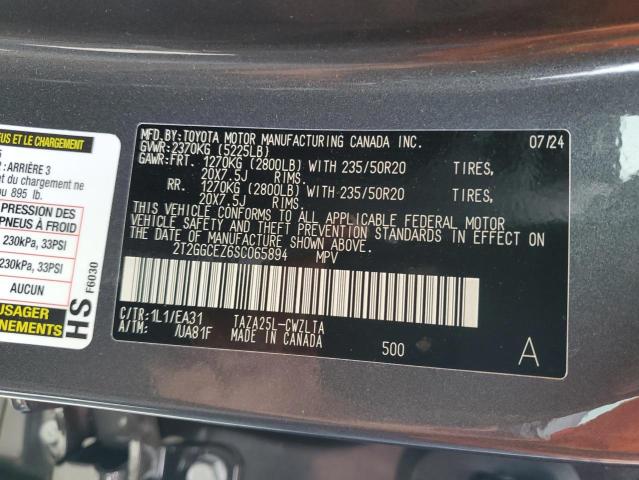 EUS ET LE CHARGEMENT
: ARRIÈRE 3
t du chargement ne
u 895 lb.
PRESSION DES
PNEUS À FROID
230kPa, 33PSI
230kPa, 33PSI
AUCUN
USAGER
NEMENTS
HS
F6030
MFD. BY:TOYOTA MOTOR MANUFACTURING CANADA INC. 07/24
GVWR:2370KG (5225LB)
GAWR:FRT. 1270KG (2800LB) WITH 235/50R20 TIRES,
20X7.5J RIMS.
RR. 1270KG (2800LB) WITH 235/50R20 TIRES,
20X7.5J RIMS.
THIS VEHICLE CONFORMS TO ALL APPLICABLE FEDERAL MOTOR
VEHICLE SAFETY AND THEFT PREVENTION STANDARDS IN EFFECT ON
THE DATE OF MANUFACTURE SHOWN ABOVE.
2T2GGCEZ6SC065894 MPV
C/TR:1L1/EA31 TAZA25L-CWZLTA
A/TM: /UA81F MADE IN CANADA
500 A